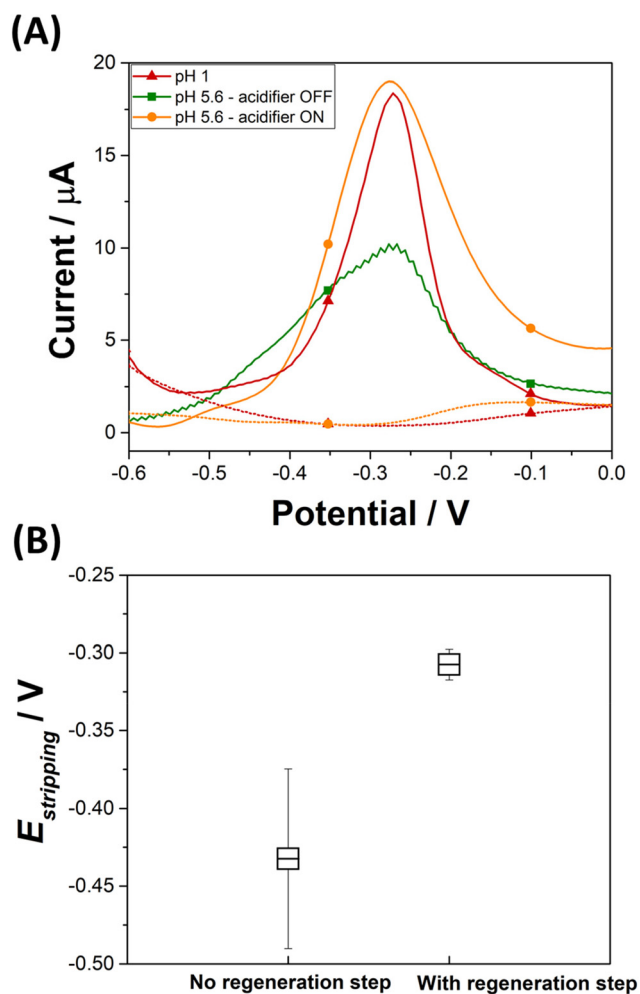 (A)
20
15
10
5
0
Current / μA
pH 1
pH 5.6 - acidifier OFF
pH 5.6 - acidifier ON
-0.6 -0.5 -0.4 -0.3 -0.2 -0.1 0.0
Potential / V
(B)
-0.25
-0.30
-0.35
-0.40
-0.45
-0.50
E stripping / V
No regeneration step With regeneration step